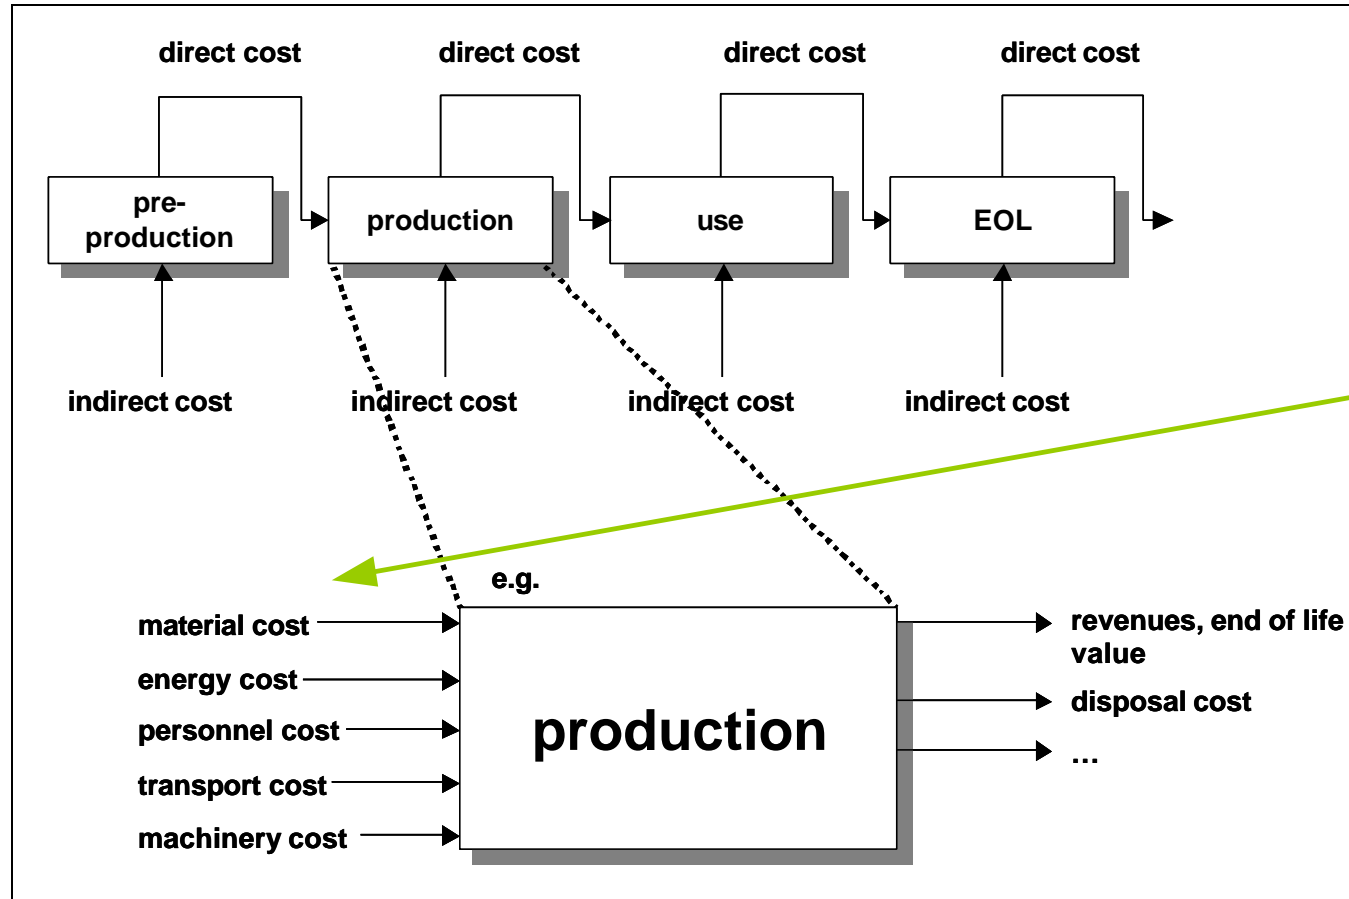 direct cost direct cost direct cost direct cost
pre-
production
production
use
EOL
indirect cost indirect cost indirect cost indirect cost
e.g.
material cost
energy cost
personnel cost
transport cost
machinery cost
production
revenues, end of life
value
disposal cost
...